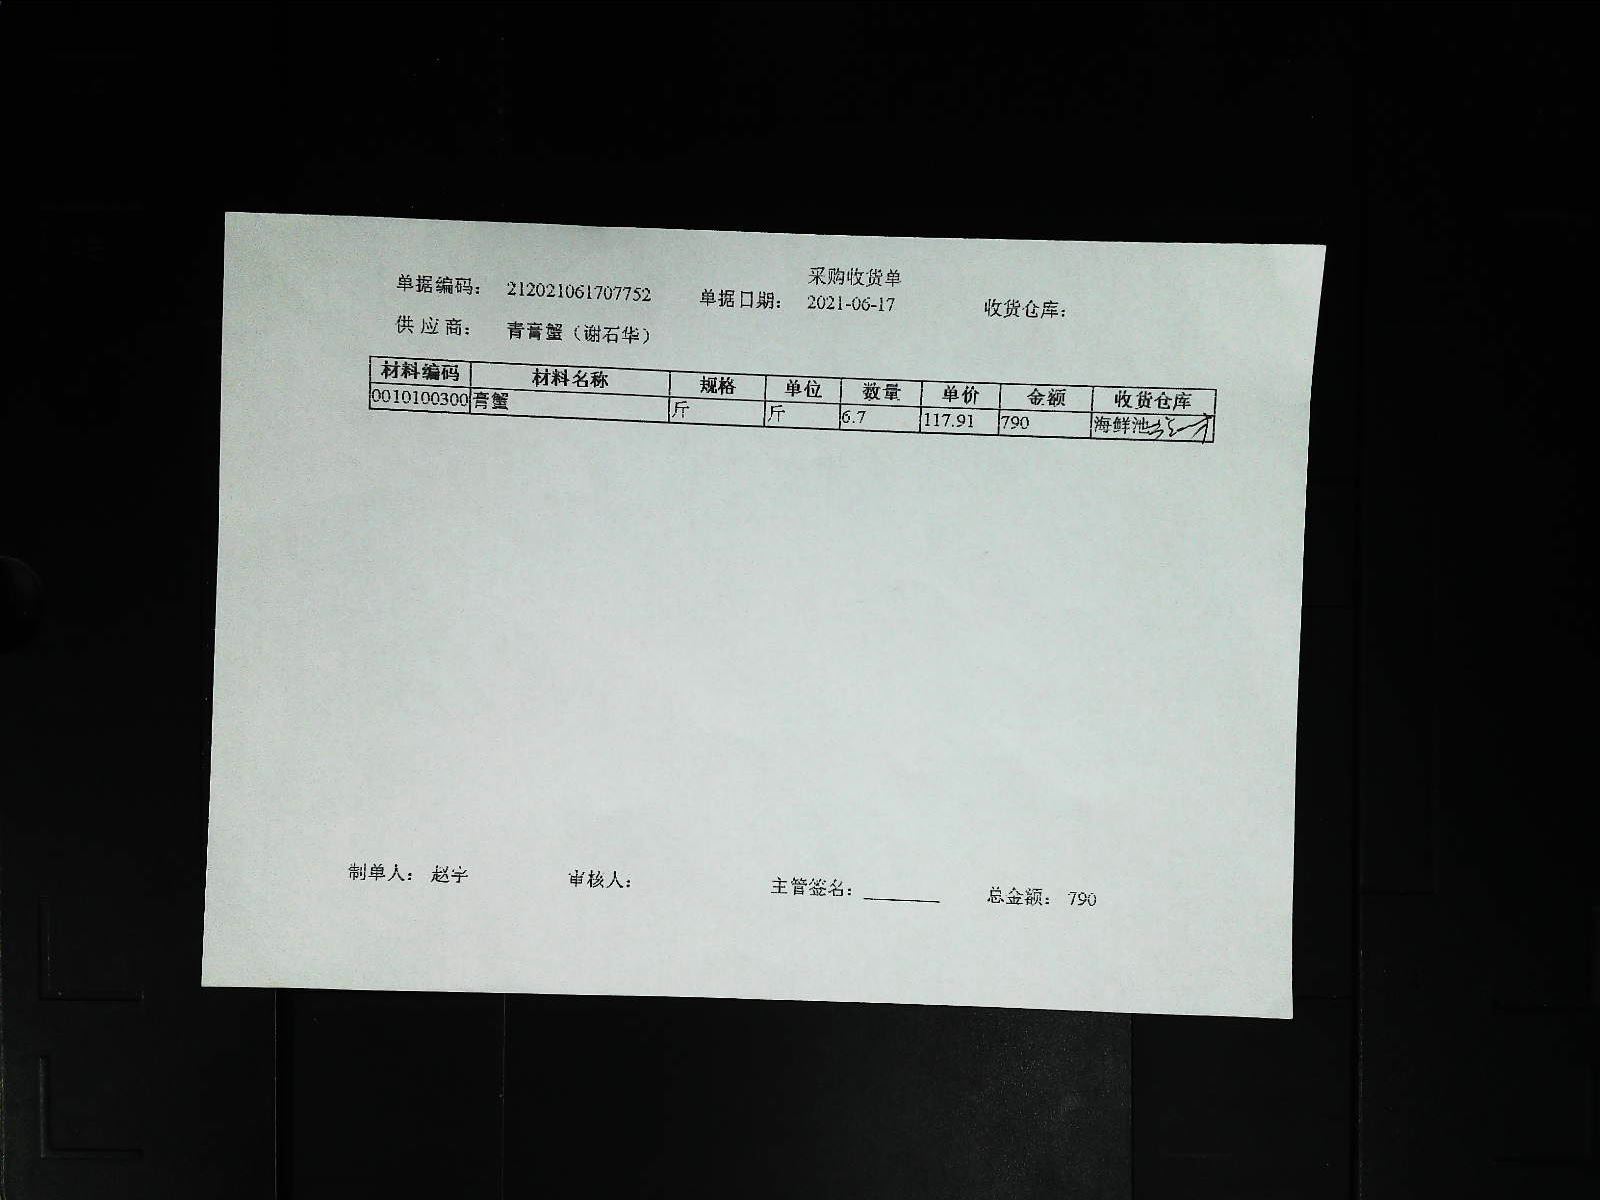 采购收货单
单据编码： 212021061707752 单据日期： 2021-06-17 收货仓库：
供 应 商： 青膏蟹（谢石华）
材料编码 材料名称 规格 单位 数量 单价 金额 收货仓库
0010100300 膏蟹 斤 斤 6.7 117.91 790 海鲜池
制单人： 赵宇 审核人： 主管签名： 总金额： 790